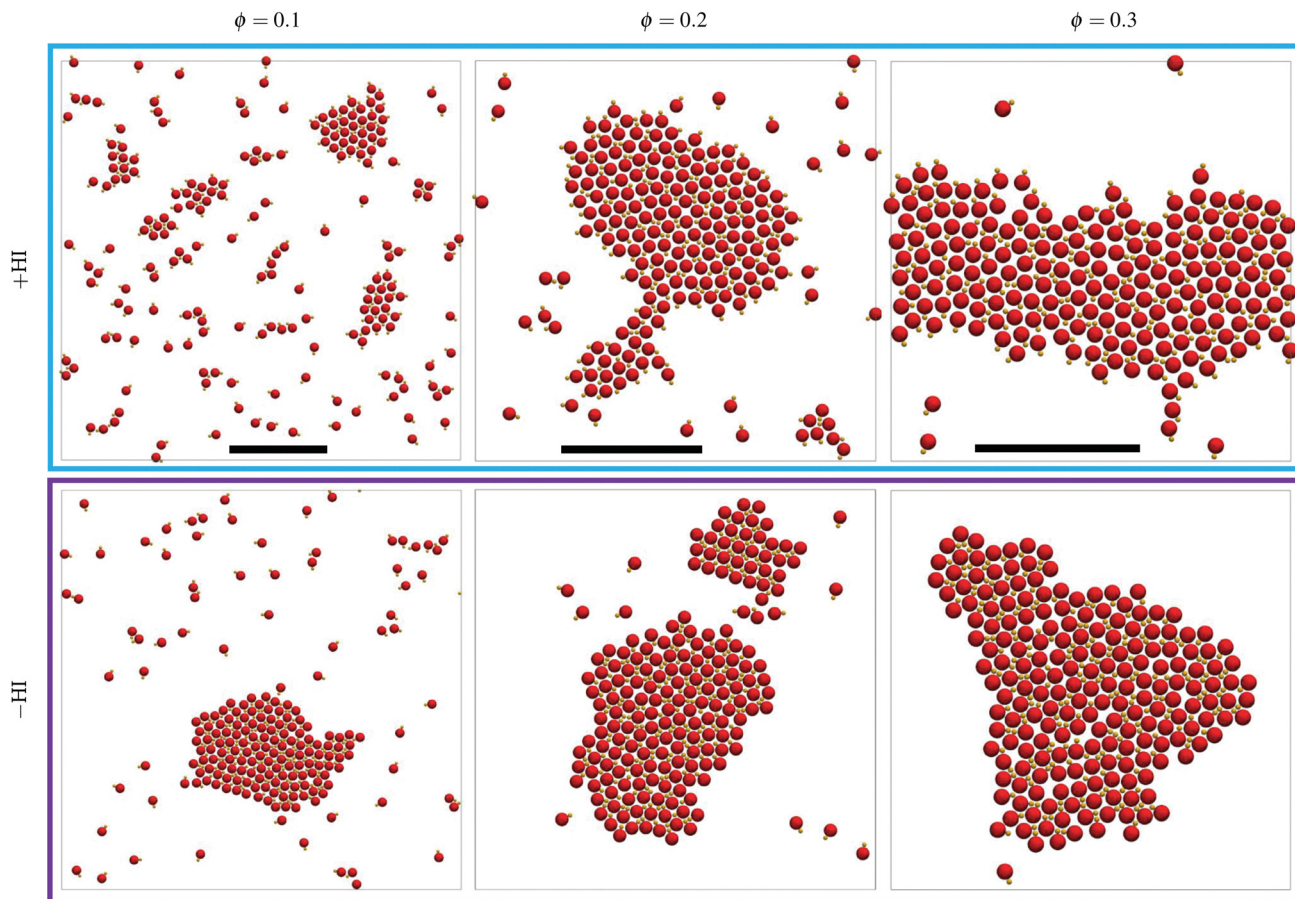 ϕ = 0.1
ϕ = 0.2
ϕ = 0.3
+HI
−HI